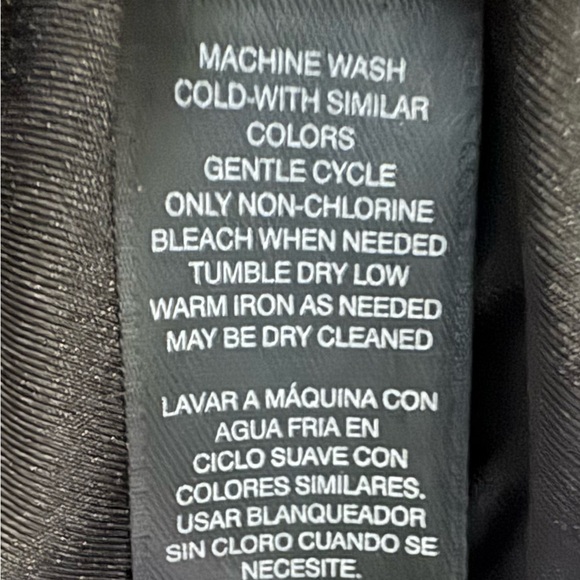 MACHINE WASH
COLD-WITH SIMILAR
COLORS
GENTLE CYCLE
ONLY NON-CHLORINE
BLEACH WHEN NEEDED
TUMBLE DRY LOW
WARM IRON AS NEEDED
MAY BE DRY CLEANED
LAVAR A MÁQUINA CON
AGUA FRIA EN
CICLO SUAVE CON
COLORES SIMILARES.
USAR BLANQUEADOR
SIN CLORO CUANDO SE
NECESITE.